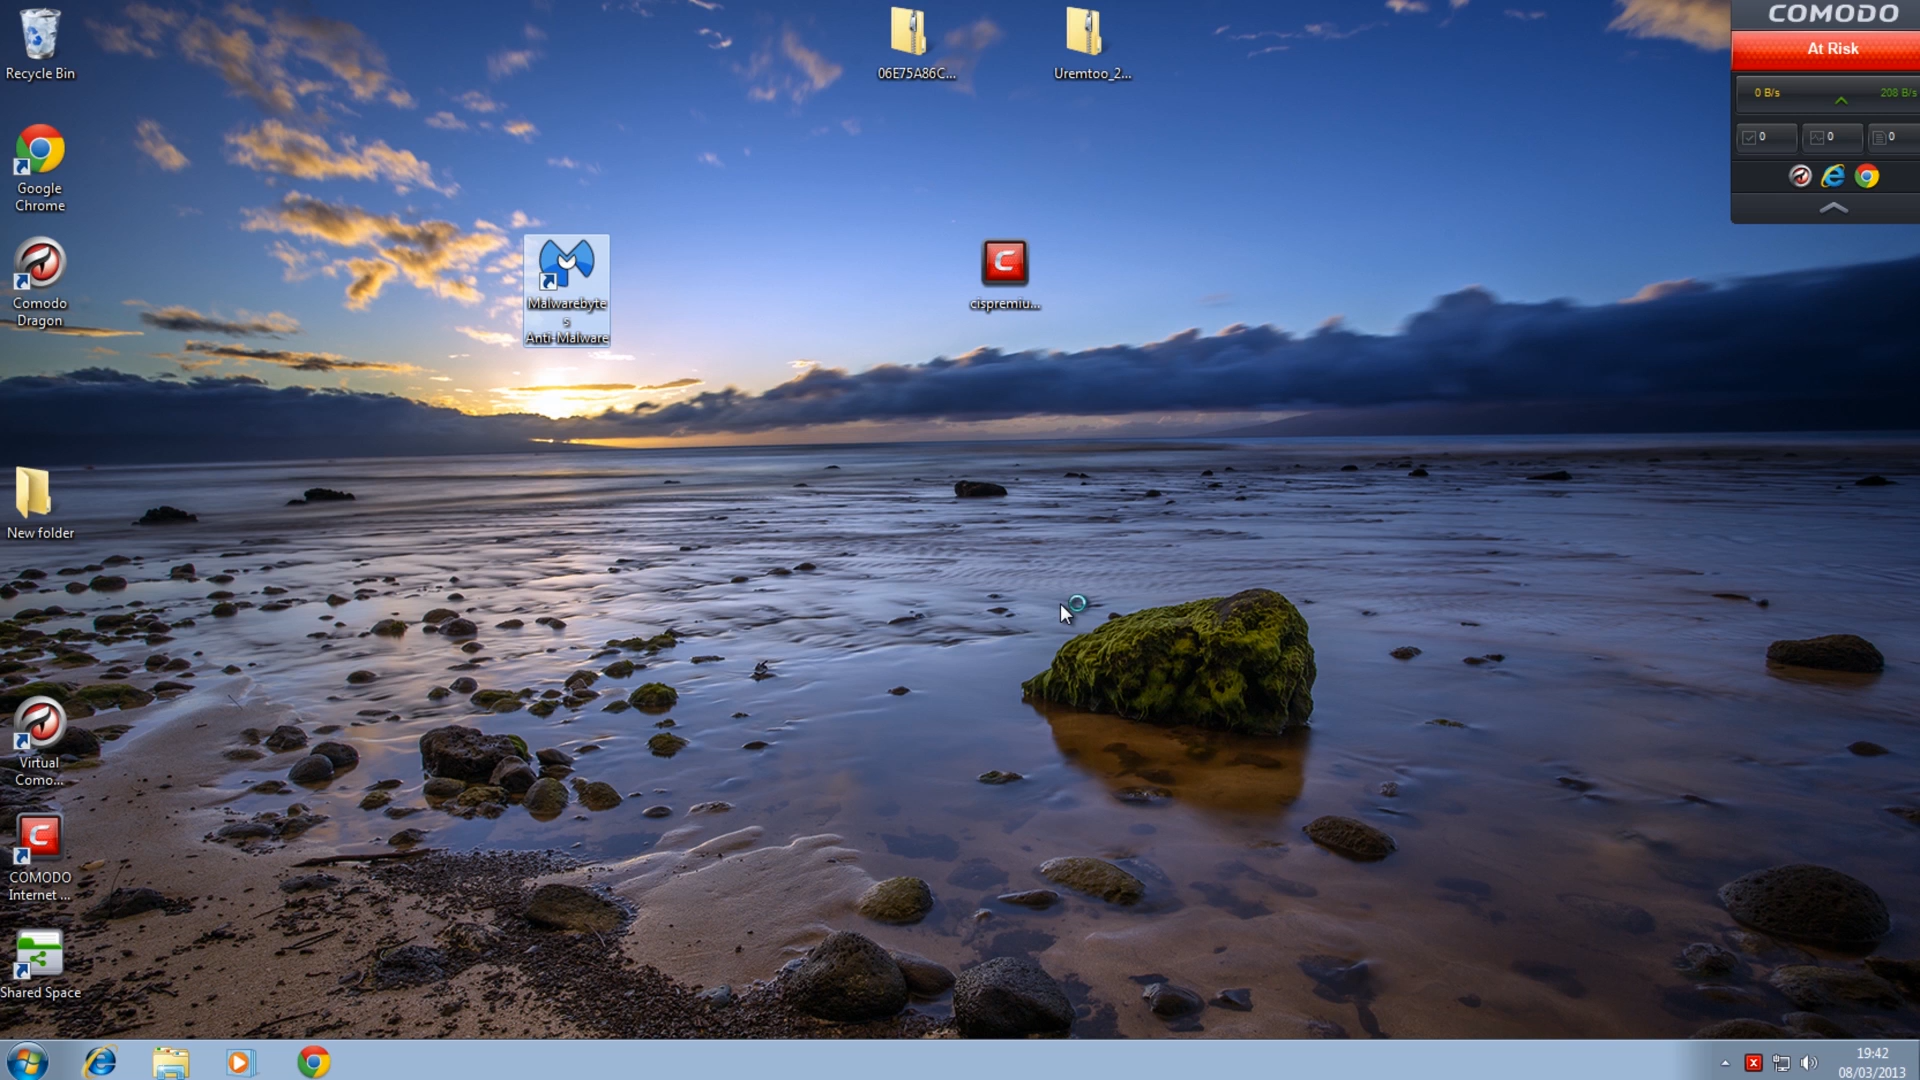 COMODO
At Risk
0 B/s 208 B/s
0 0 0
Recycle Bin
06E75A86C...
Uremtoo_2...
Google
Chrome
Comodo
Dragon
Malwarebyte
s
Anti-Malware
cispremiu...
New folder
Virtual
Como...
COMODO
Internet ...
Shared Space
19:42
08/03/2013